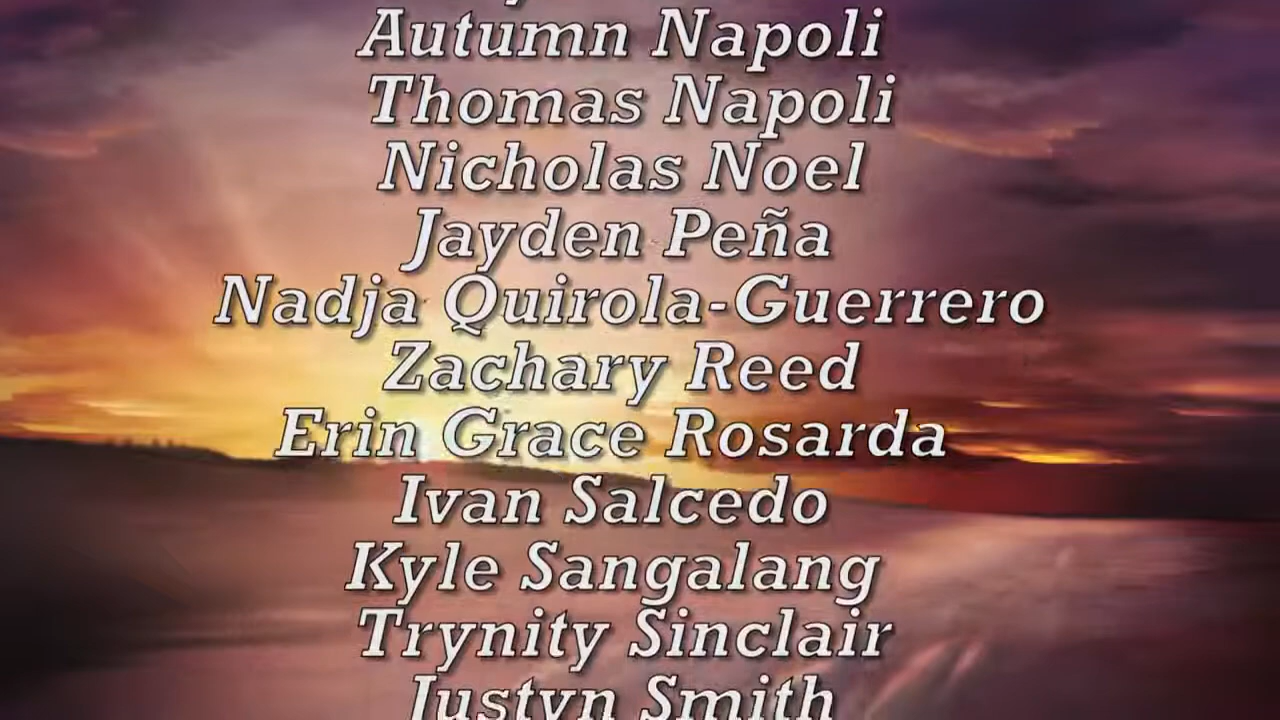 Autumn Napoli
Thomas Napoli
Nicholas Noel
Jayden Peña
Nadja Quirola-Guerrero
Zachary Reed
Erin Grace Rosarda
Ivan Salcedo
Kyle Sangalang
Trynity Sinclair
Justyn Smith